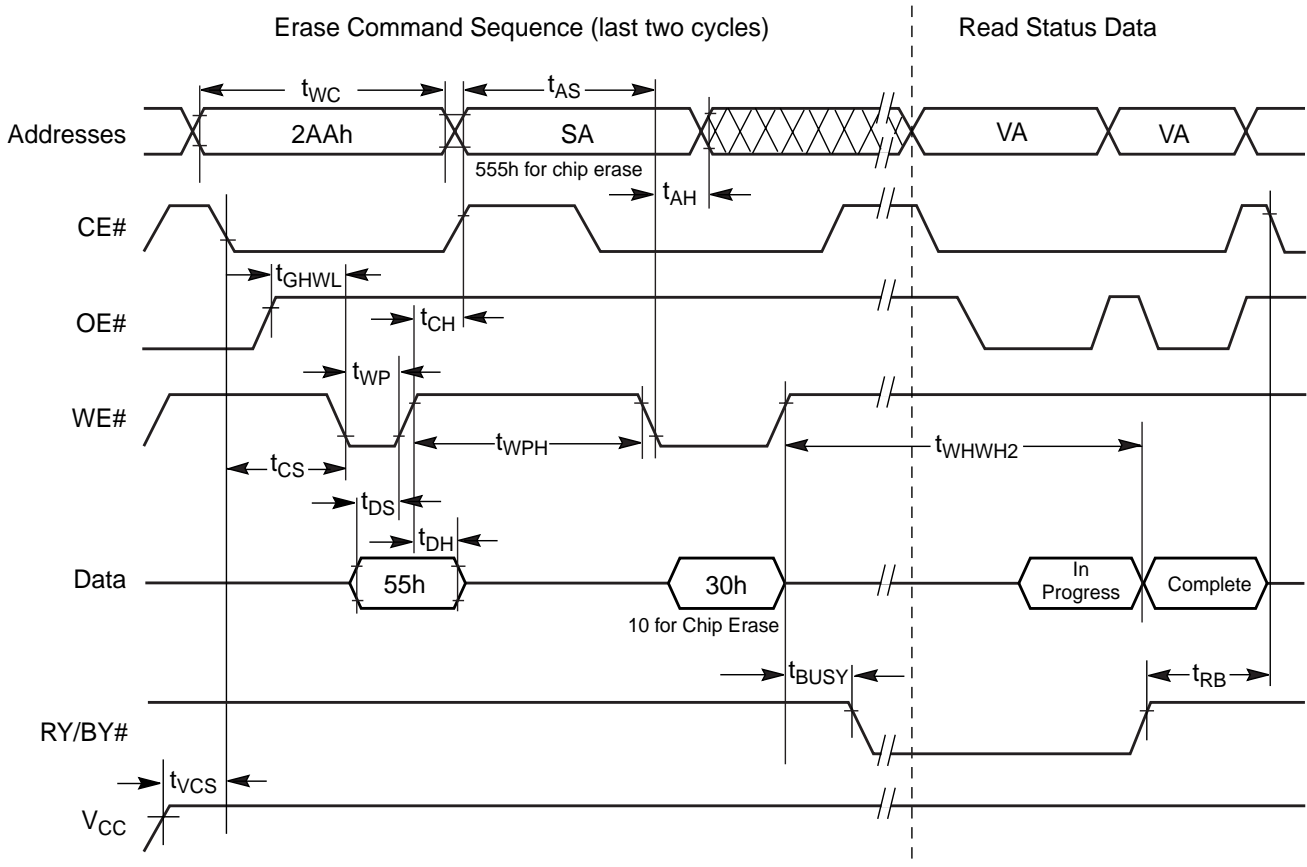 Erase Command Sequence (last two cycles)
Read Status Data
tWC
tAS
Addresses
2AAh
SA
VA
VA
555h for chip erase
tAH
CE#
tGHWL
OE#
tCH
tWP
WE#
tWPH
tWHWH2
tCS
tDS
tDH
Data
55h
30h
In
Progress
Complete
10 for Chip Erase
tBUSY
tRB
RY/BY#
tVCS
VCC